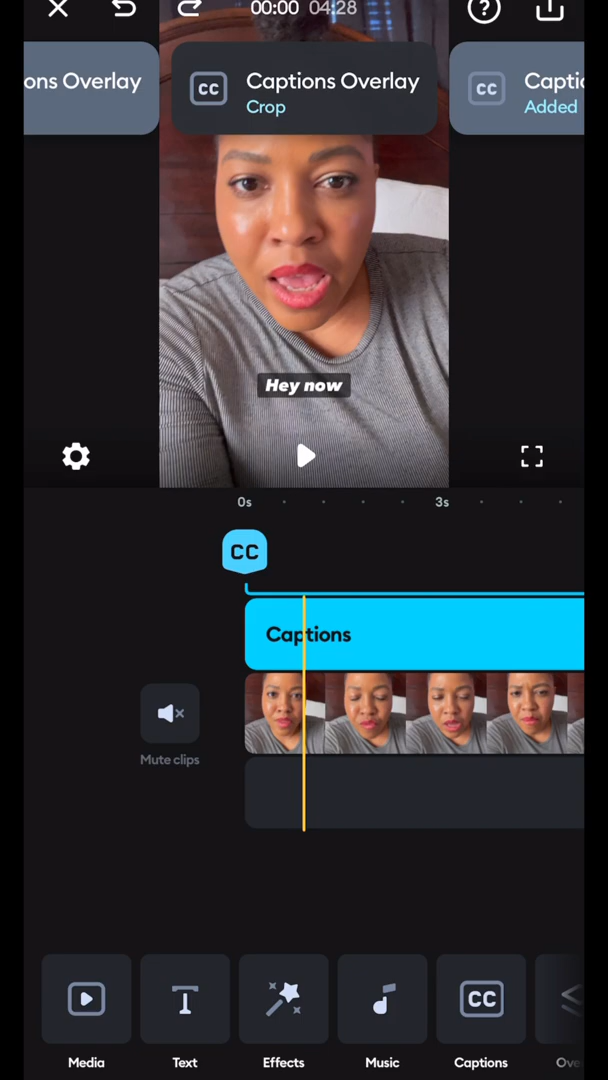 00:00 04:28
ons Overlay
CC Captions Overlay
Crop
CC Captio
Added
Hey now
0s 3s
CC
Captions
Mute clips
Media
Text
Effects
Music
CC
Captions
Ove